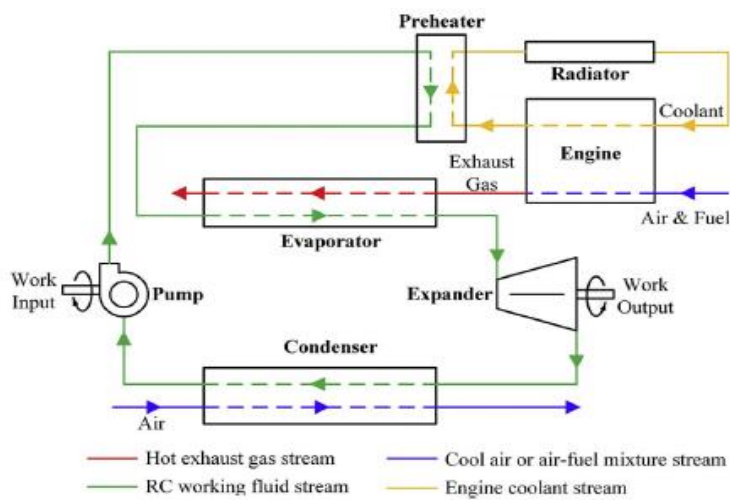 Preheater
Radiator
Coolant
Engine
Exhaust
Gas
Air & Fuel
Evaporator
Work
Input
Pump
Expander
Work
Output
Condenser
Air
Hot exhaust gas stream
Cool air or air-fuel mixture stream
RC working fluid stream
Engine coolant stream